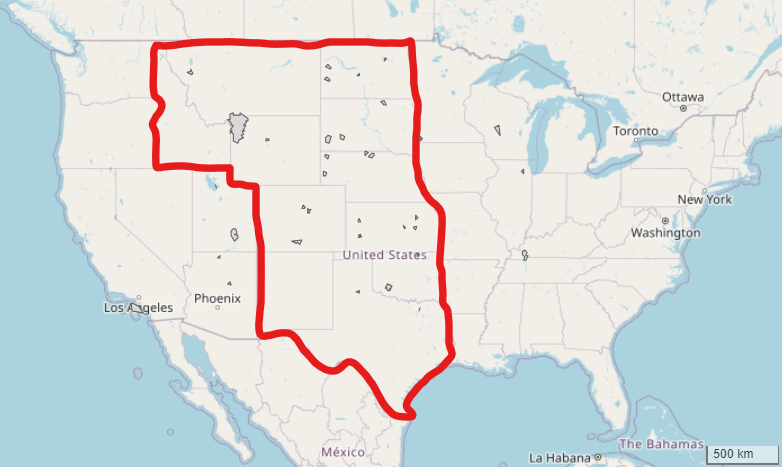 Ottawa
Toronto
New York
Washington
United States
Phoenix
Los Angeles
México
La Habana
The Bahamas
500 km